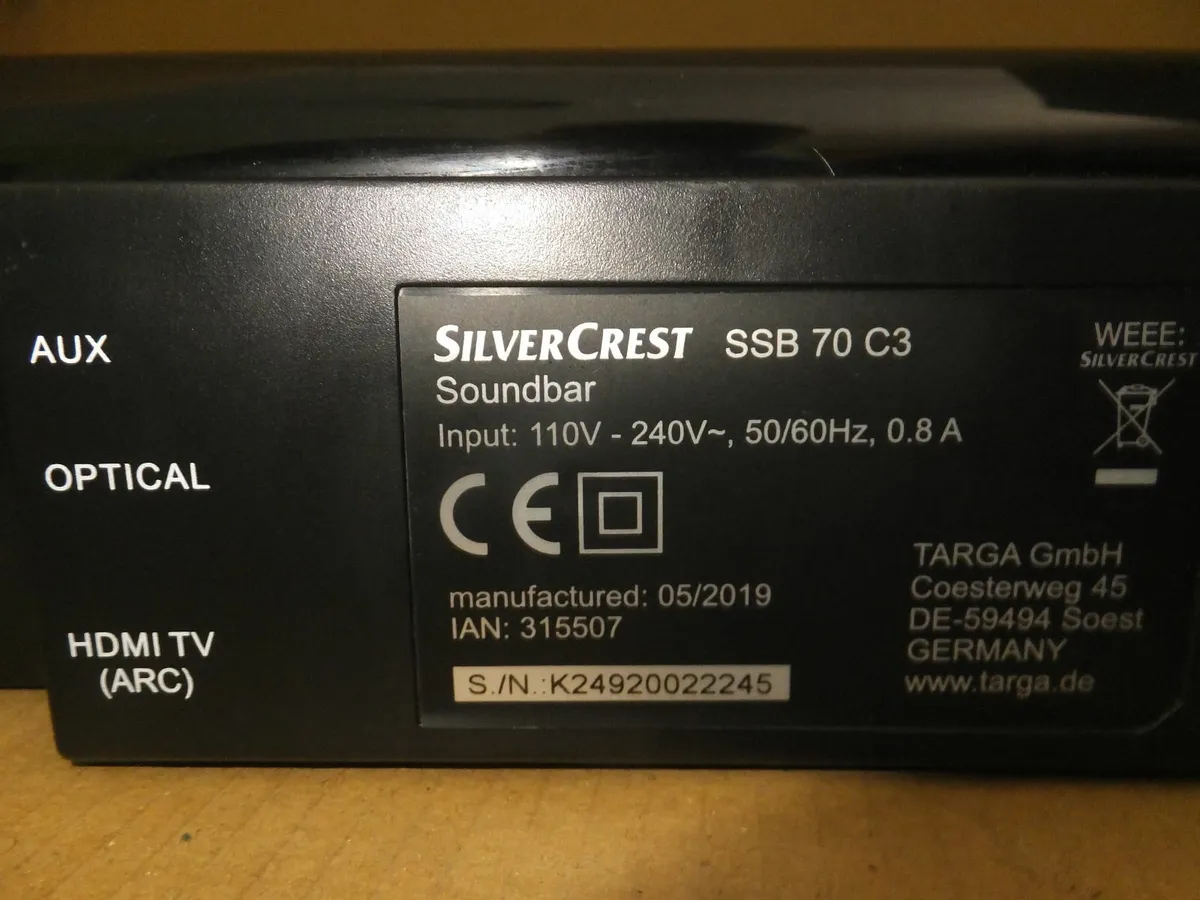 AUX
OPTICAL
HDMI TV
(ARC)
SILVERCREST SSB 70 C3
Soundbar
Input: 110V - 240V~, 50/60Hz, 0.8 A
CE
manufactured: 05/2019
IAN: 315507
S./N.:K24920022245
WEEE:
SILVERCREST
TARGA GmbH
Coesterweg 45
DE-59494 Soest
GERMANY
www.targa.de